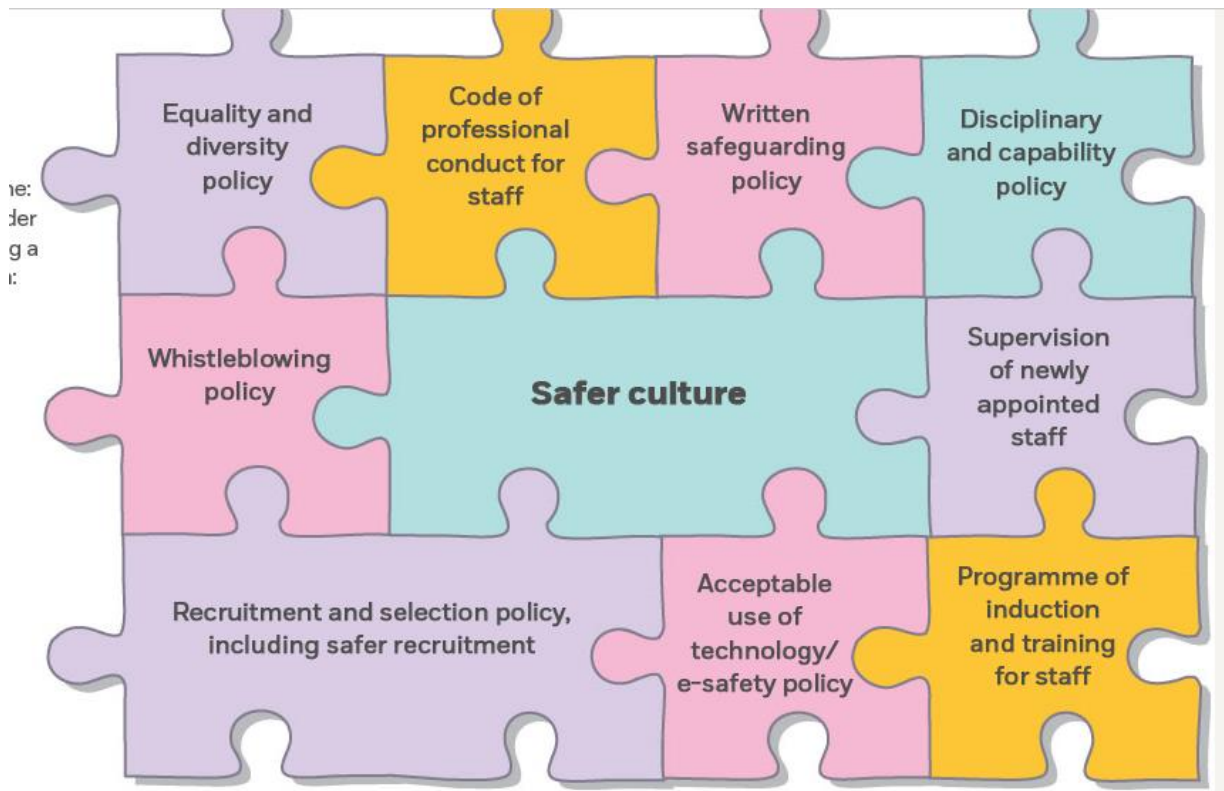 Equality and
diversity
policy
Code of
professional
conduct for
staff
Written
safeguarding
policy
Disciplinary
and capability
policy
g a
Whistleblowing
policy
Safer culture
Supervision
of newly
appointed
staff
Recruitment and selection policy,
including safer recruitment
Acceptable
use of
technology/
e-safety policy
Programme of
induction
and training
for staff